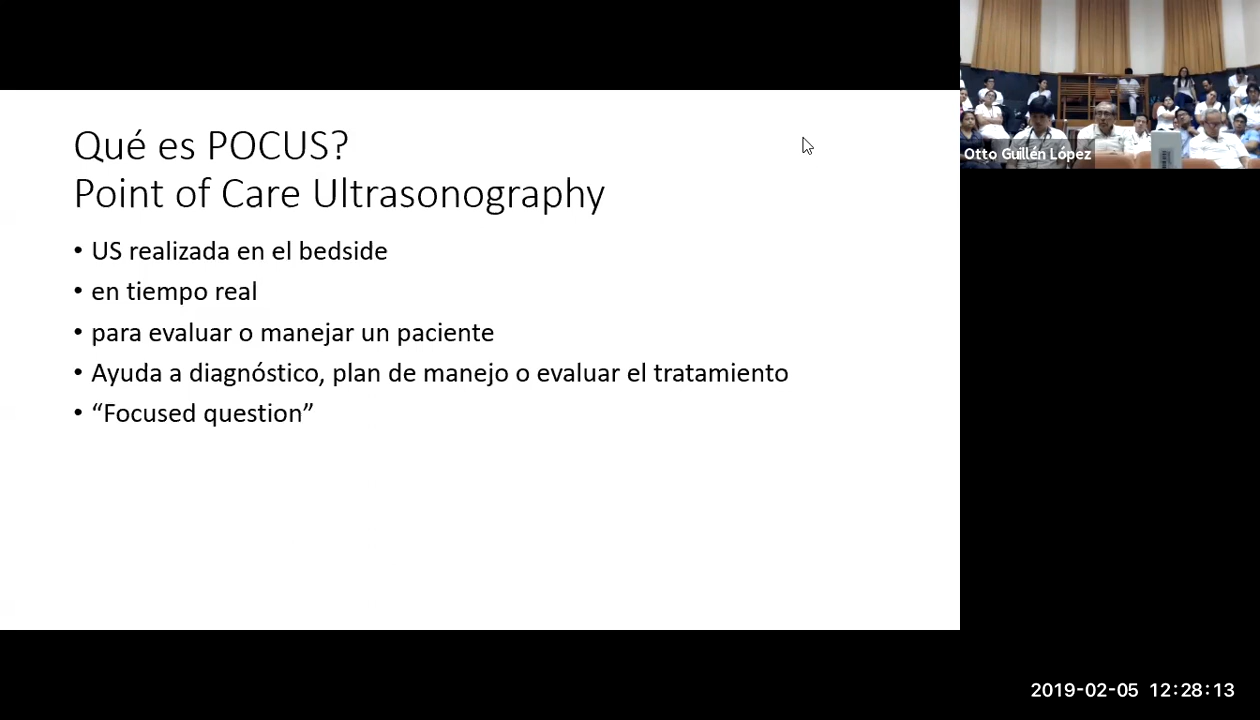 Qué es POCUS?
Point of Care Ultrasonography
• US realizada en el bedside
• en tiempo real
• para evaluar o manejar un paciente
• Ayuda a diagnóstico, plan de manejo o evaluar el tratamiento
• “Focused question”
Otto Guillén López
2019-02-05 12:28:13